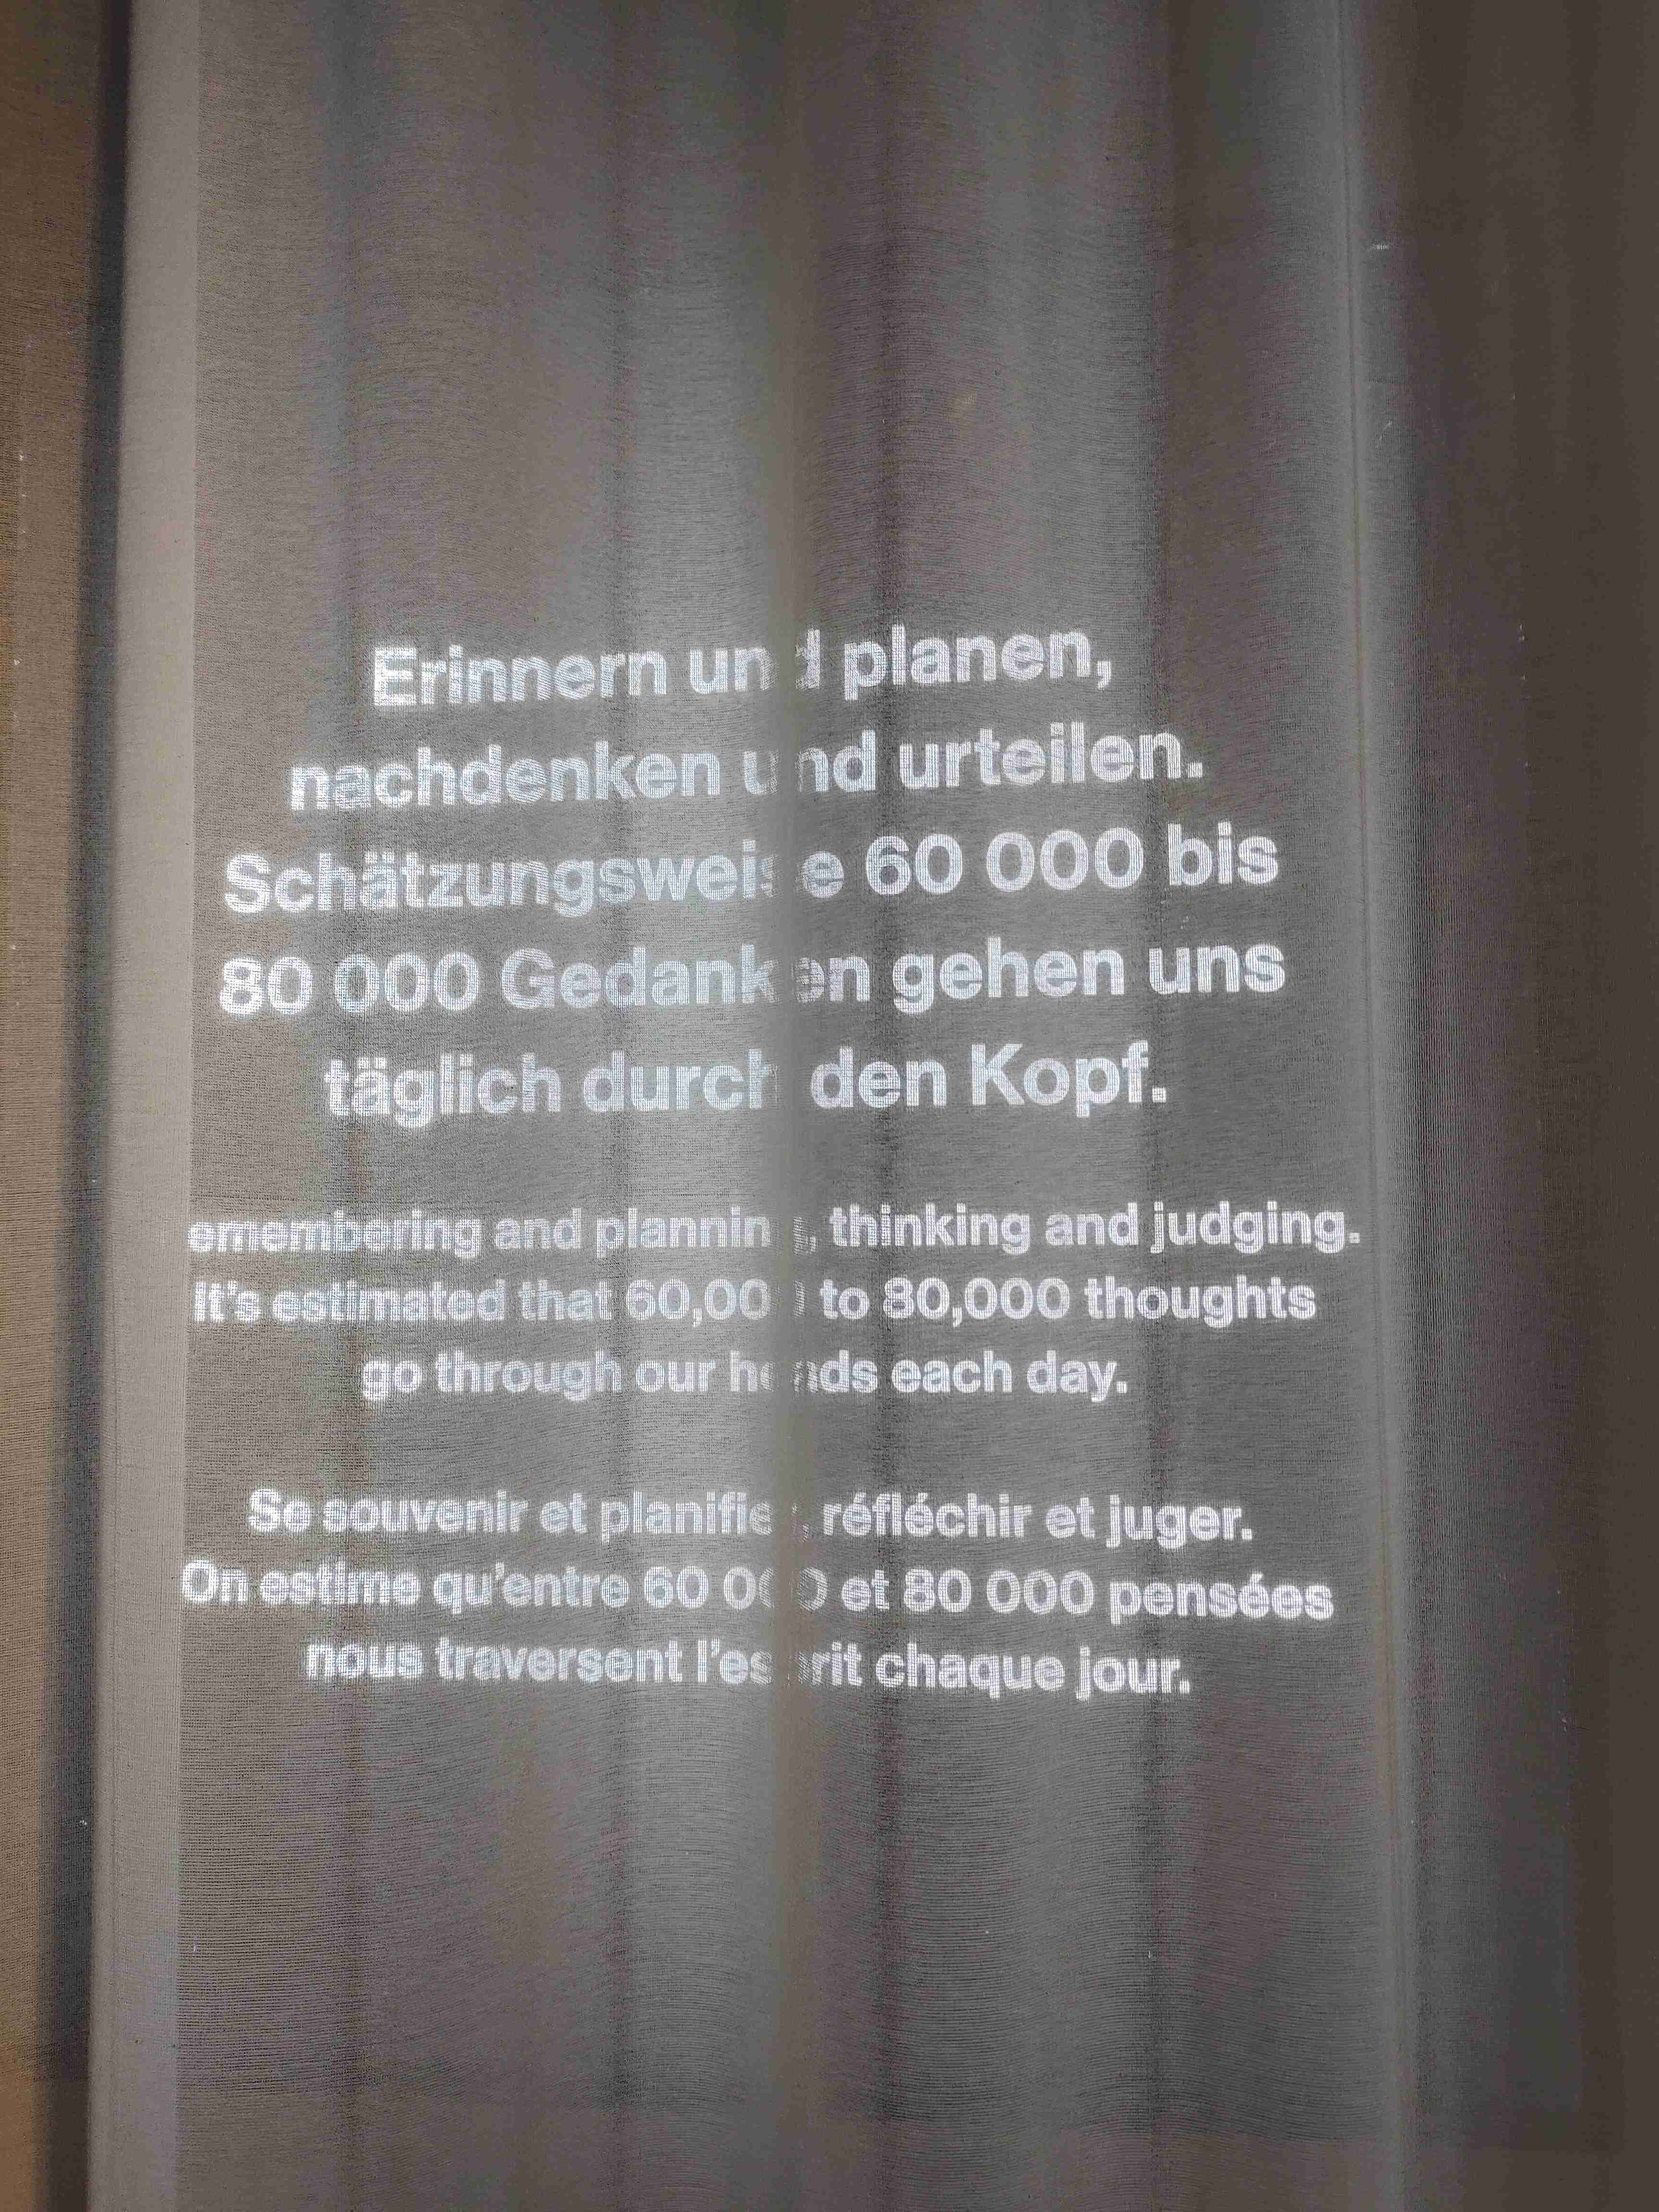 Erinnern und planen,
nachdenken und urteilen.
Schätzungsweise 60 000 bis
80 000 Gedanken gehen uns
täglich durch den Kopf.
emembering and planning, thinking and judging.
It's estimated that 60,000 to 80,000 thoughts
go through our heads each day.
Se souvenir et planifier, réfléchir et juger.
On estime qu'entre 60 000 et 80 000 pensées
nous traversent l'esprit chaque jour.